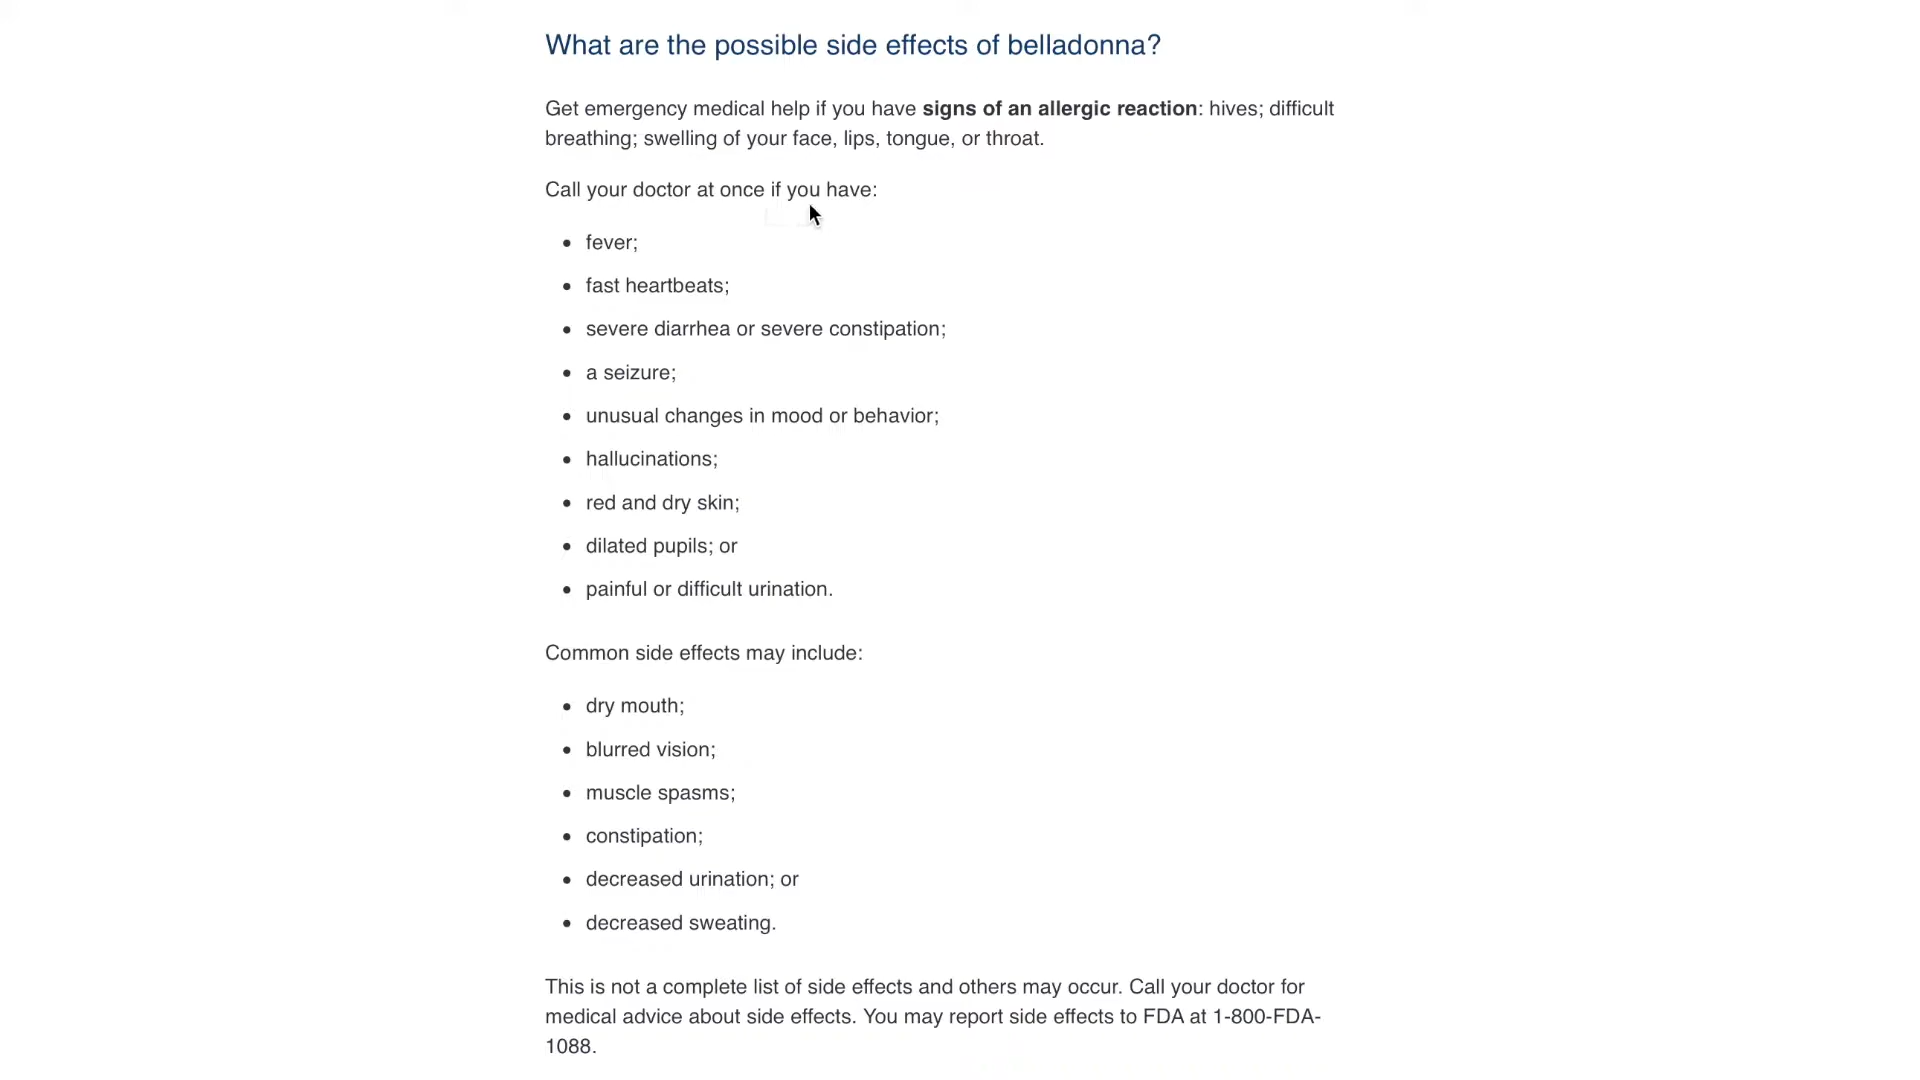 What are the possible side effects of belladonna?
Get emergency medical help if you have signs of an allergic reaction: hives; difficult
breathing; swelling of your face, lips, tongue, or throat.
Call your doctor at once if you have:
• fever;
• fast heartbeats;
• severe diarrhea or severe constipation;
• a seizure;
• unusual changes in mood or behavior;
• hallucinations;
• red and dry skin;
• dilated pupils; or
• painful or difficult urination.
Common side effects may include:
• dry mouth;
• blurred vision;
• muscle spasms;
• constipation;
• decreased urination; or
• decreased sweating.
This is not a complete list of side effects and others may occur. Call your doctor for
medical advice about side effects. You may report side effects to FDA at 1-800-FDA-
1088.